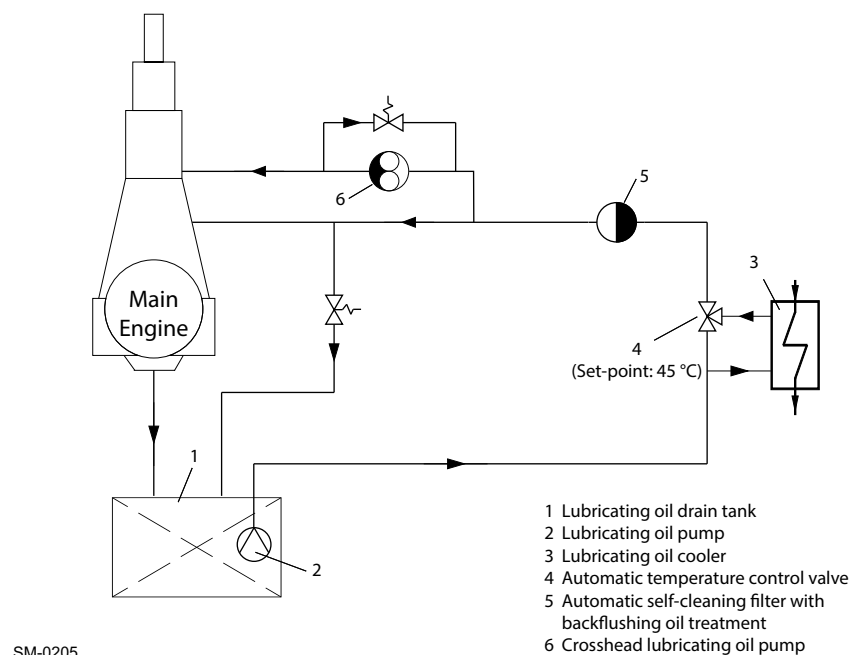 6
5
Main
Engine
3
4
(Set-point: 45 °C)
1
2
1 Lubricating oil drain tank
2 Lubricating oil pump
3 Lubricating oil cooler
4 Automatic temperature control valve
5 Automatic self-cleaning filter with
backflushing oil treatment
6 Crosshead lubricating oil pump
SM-0205